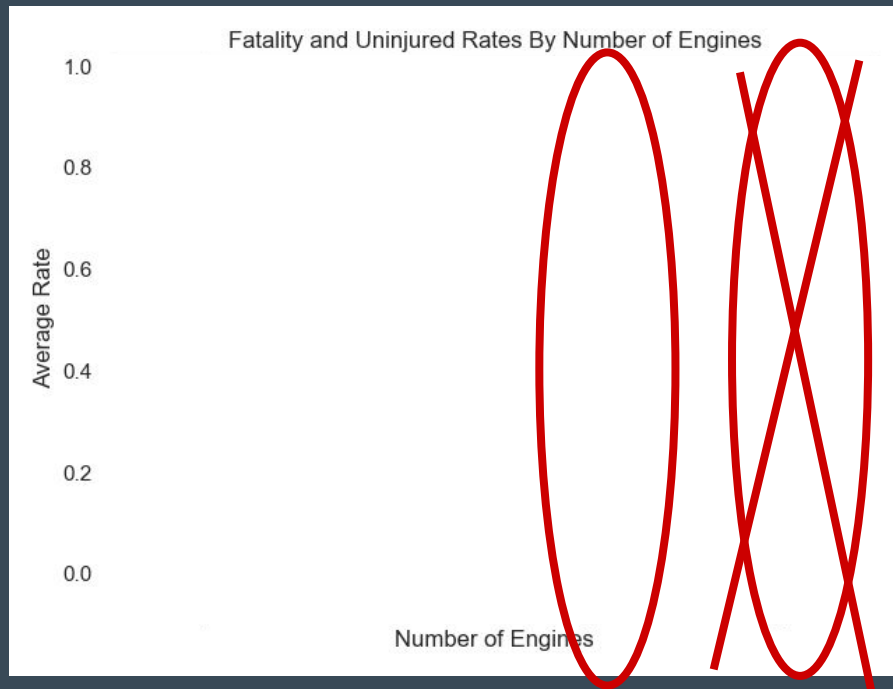 Fatality and Uninjured Rates By Number of Engines
1.0
0.8
0.6
0.4
0.2
0.0
Average Rate
Number of Engines